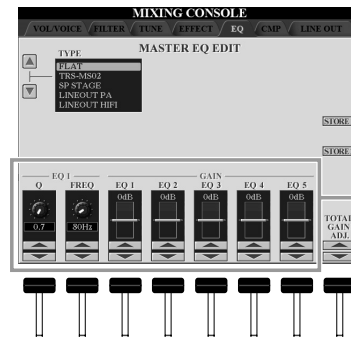 MIXING CONSOLE
VOL/VOICE FILTER TUNE EFFECT EQ CMP LINE OUT
MASTER EQ EDIT
TYPE
FLAT
TRS-MS02
SP STAGE
LINEOUT PA
LINEOUT HIFI
STORE
STORE
EQ 1 GAIN
Q FREQ EQ 1 EQ 2 EQ 3 EQ 4 EQ 5
0.7 80Hz 0dB 0dB 0dB 0dB 0dB
TOTAL
GAIN
ADJ.